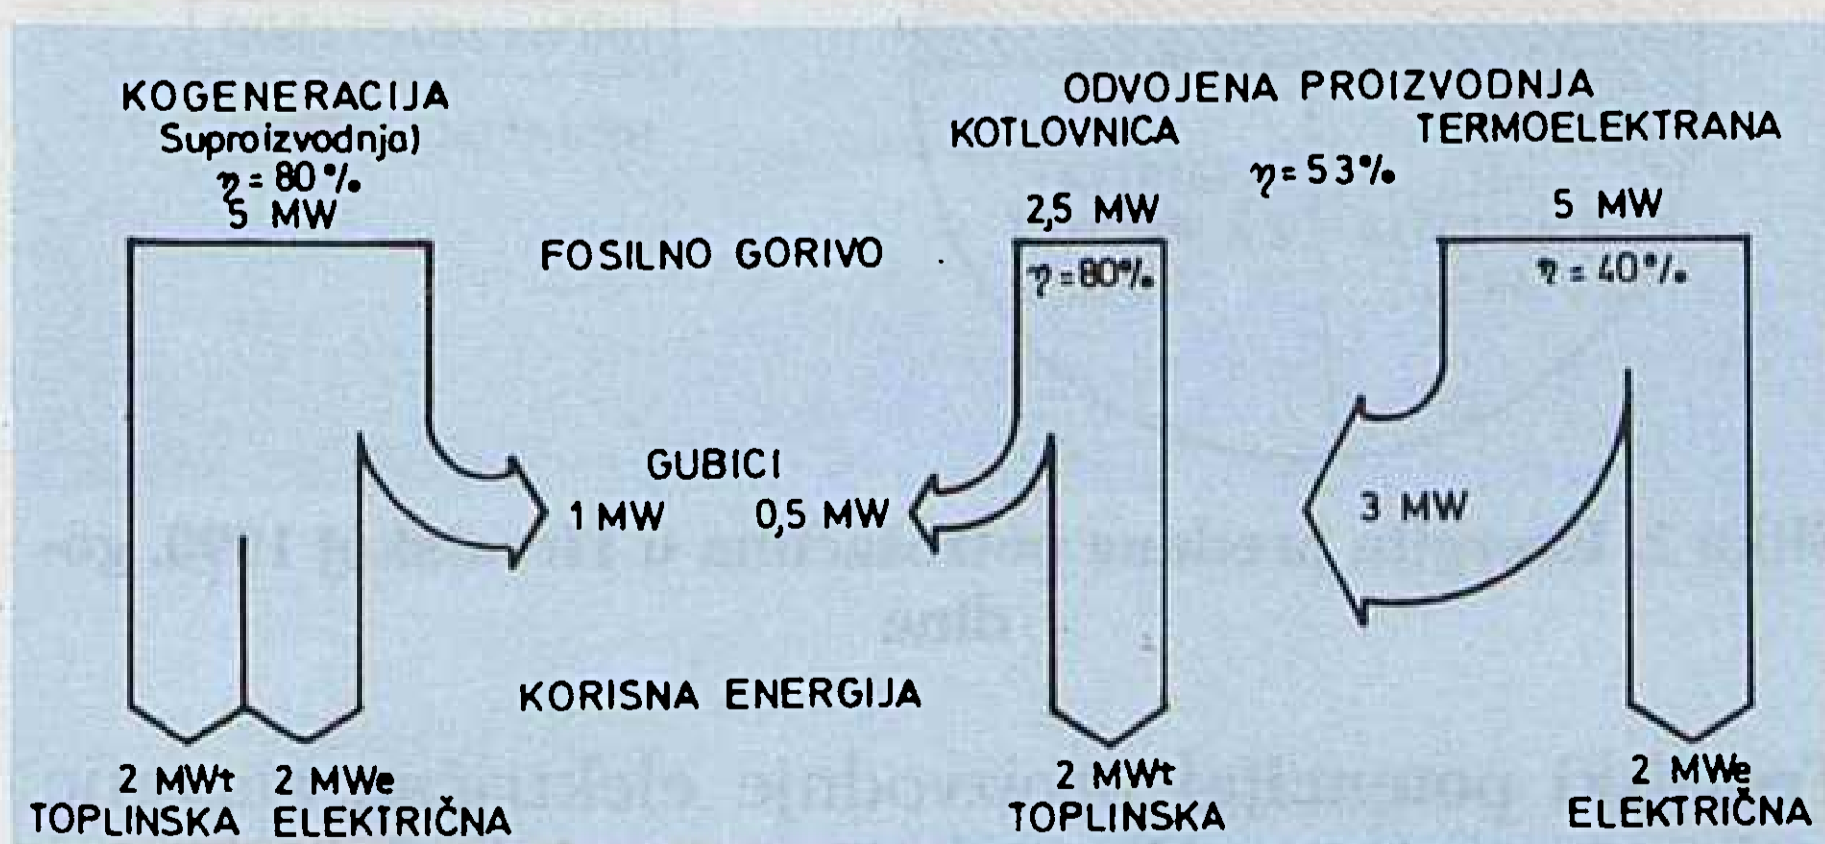 KOGENERACIJA
Suproizvodnja)
η = 80 %
5 MW
ODVOJENA PROIZVODNJA
KOTLOVNICA TERMOELEKTRANA
η = 53%
2,5 MW 5 MW
FOSILNO GORIVO
η = 80%
η = 40%
GUBICI
1 MW 0,5 MW
3 MW
KORISNA ENERGIJA
2 MWt 2 MWe
TOPLINSKA ELEKTRIČNA
2 MWt
TOPLINSKA
2 MWe
ELEKTRIČNA